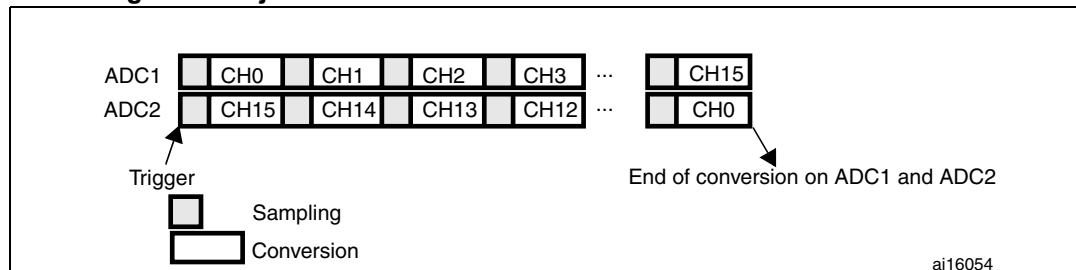 ADC1 CH0 CH1 CH2 CH3 ... CH15
ADC2 CH15 CH14 CH13 CH12 ... CH0
Trigger
End of conversion on ADC1 and ADC2
Sampling
Conversion
ai16054